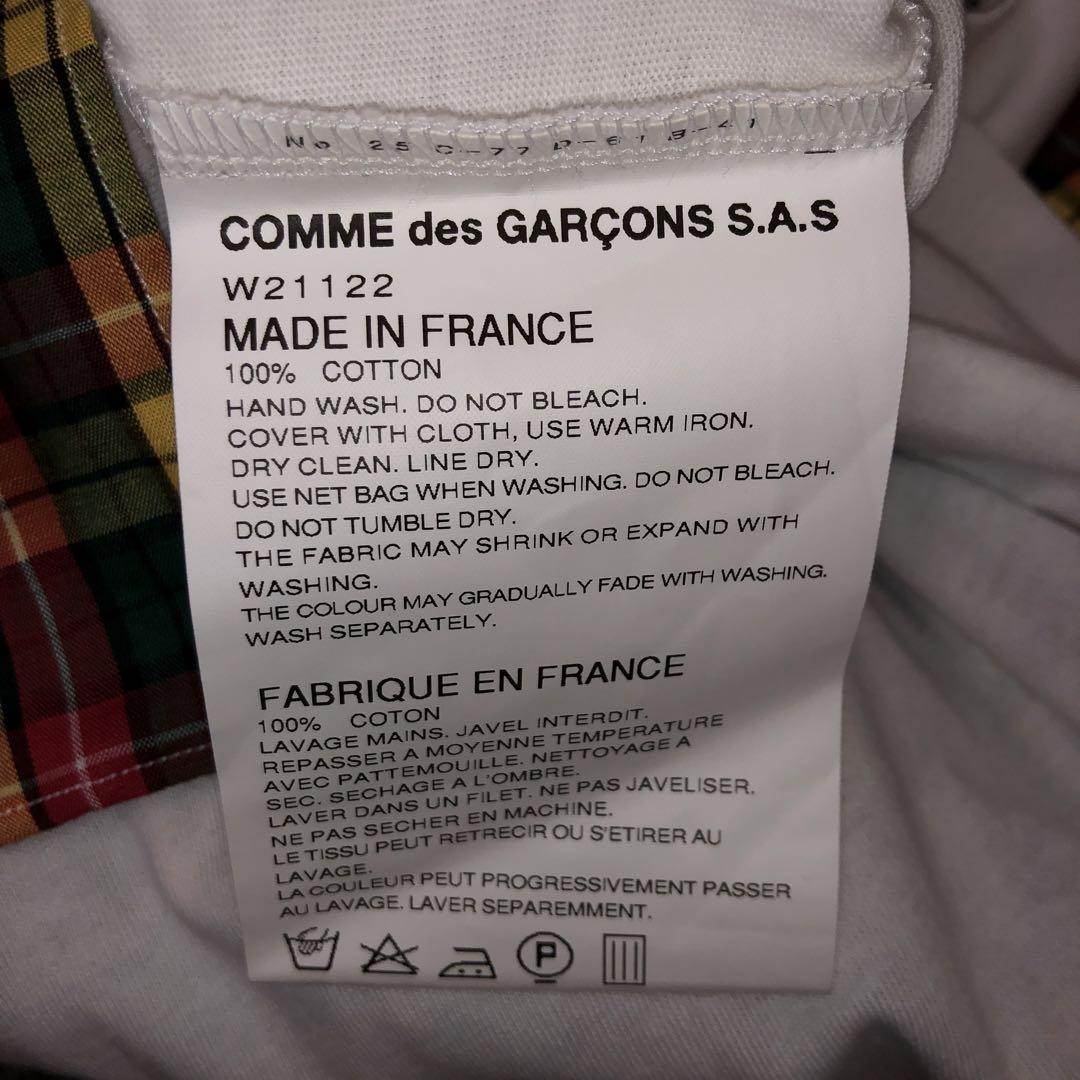 No 25 C-77 D-61 B-41
COMME des GARÇONS S.A.S
W21122
MADE IN FRANCE
100% COTTON
HAND WASH. DO NOT BLEACH.
COVER WITH CLOTH, USE WARM IRON.
DRY CLEAN. LINE DRY.
USE NET BAG WHEN WASHING. DO NOT BLEACH.
DO NOT TUMBLE DRY.
THE FABRIC MAY SHRINK OR EXPAND WITH
WASHING.
THE COLOUR MAY GRADUALLY FADE WITH WASHING.
WASH SEPARATELY.
FABRIQUE EN FRANCE
100% COTON
LAVAGE MAINS. JAVEL INTERDIT.
REPASSER A MOYENNE TEMPERATURE
AVEC PATTEMOUILLE. NETTOYAGE A
SEC. SECHAGE A L'OMBRE.
LAVER DANS UN FILET. NE PAS JAVELISER.
NE PAS SECHER EN MACHINE.
LE TISSU PEUT RETRECIR OU S'ETIRER AU
LAVAGE.
LA COULEUR PEUT PROGRESSIVEMENT PASSER
AU LAVAGE. LAVER SEPAREMMENT.
P